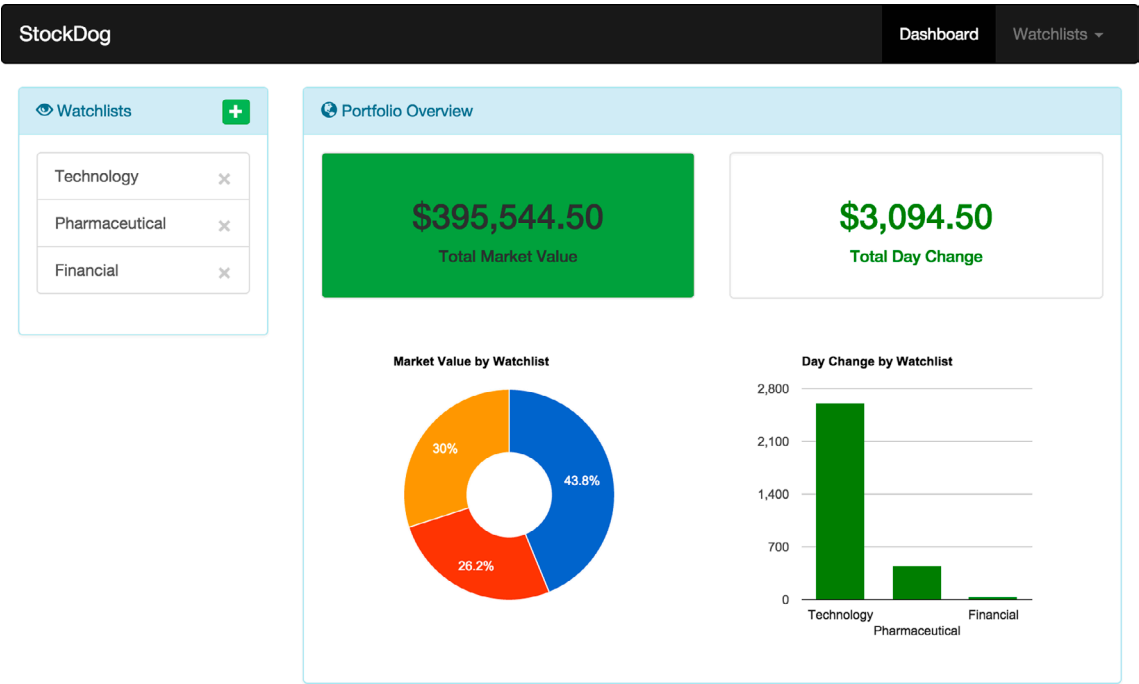 StockDog
Dashboard
Watchlists
Watchlists
Technology
Pharmaceutical
Financial
Portfolio Overview
$395,544.50
Total Market Value
$3,094.50
Total Day Change
Market Value by Watchlist
30%
43.8%
26.2%
Day Change by Watchlist
2,800
2,100
1,400
700
0
Technology
Pharmaceutical
Financial